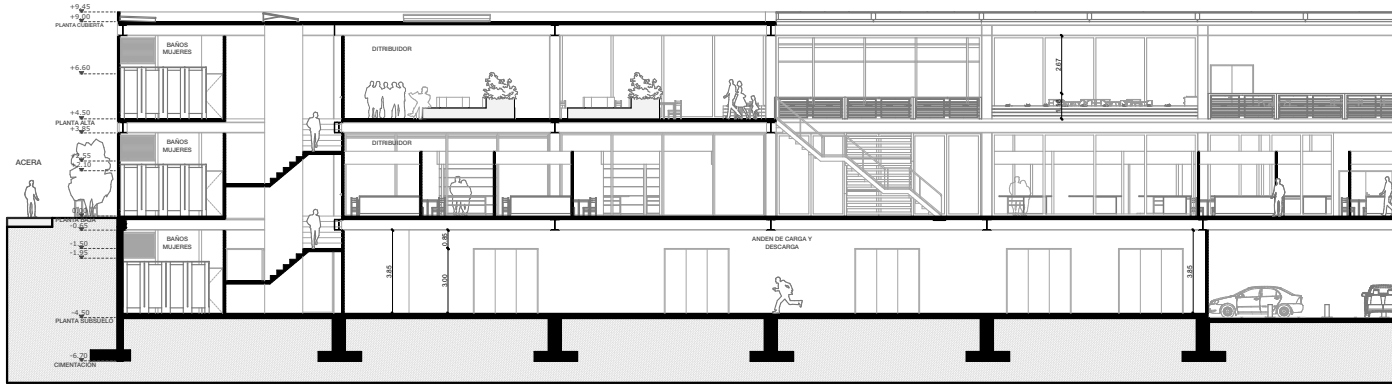 +9,45
+9,00
PLANTA CUBIERTA
BAÑOS
MUJERES
DITRIBUIDOR
+6.60
2.67
+4.50
PLANTA ALTA
+3.85
BAÑOS
MUJERES
DITRIBUIDOR
ACERA
PLANTA BAJA
-0.65
-1.50
-1.95
BAÑOS
MUJERES
0.85
3.85
3.00
ANDEN DE CARGA Y
DESCARGA
3.85
-4.50
PLANTA SUBSUELO
-6.70
CIMENTACIÓN